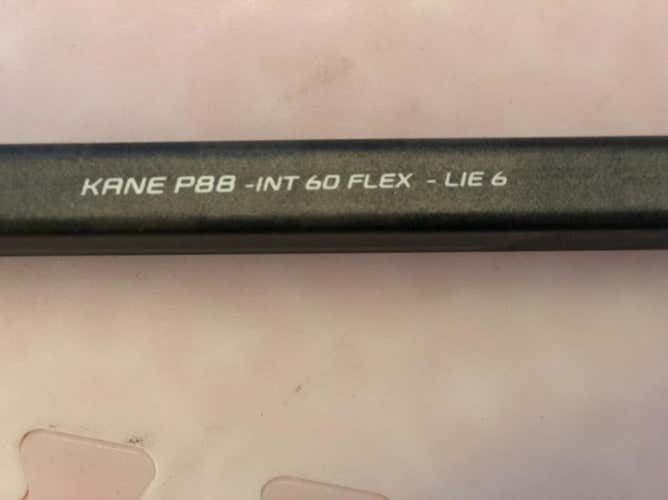 KANE P88 -INT 60 FLEX - LIE 6